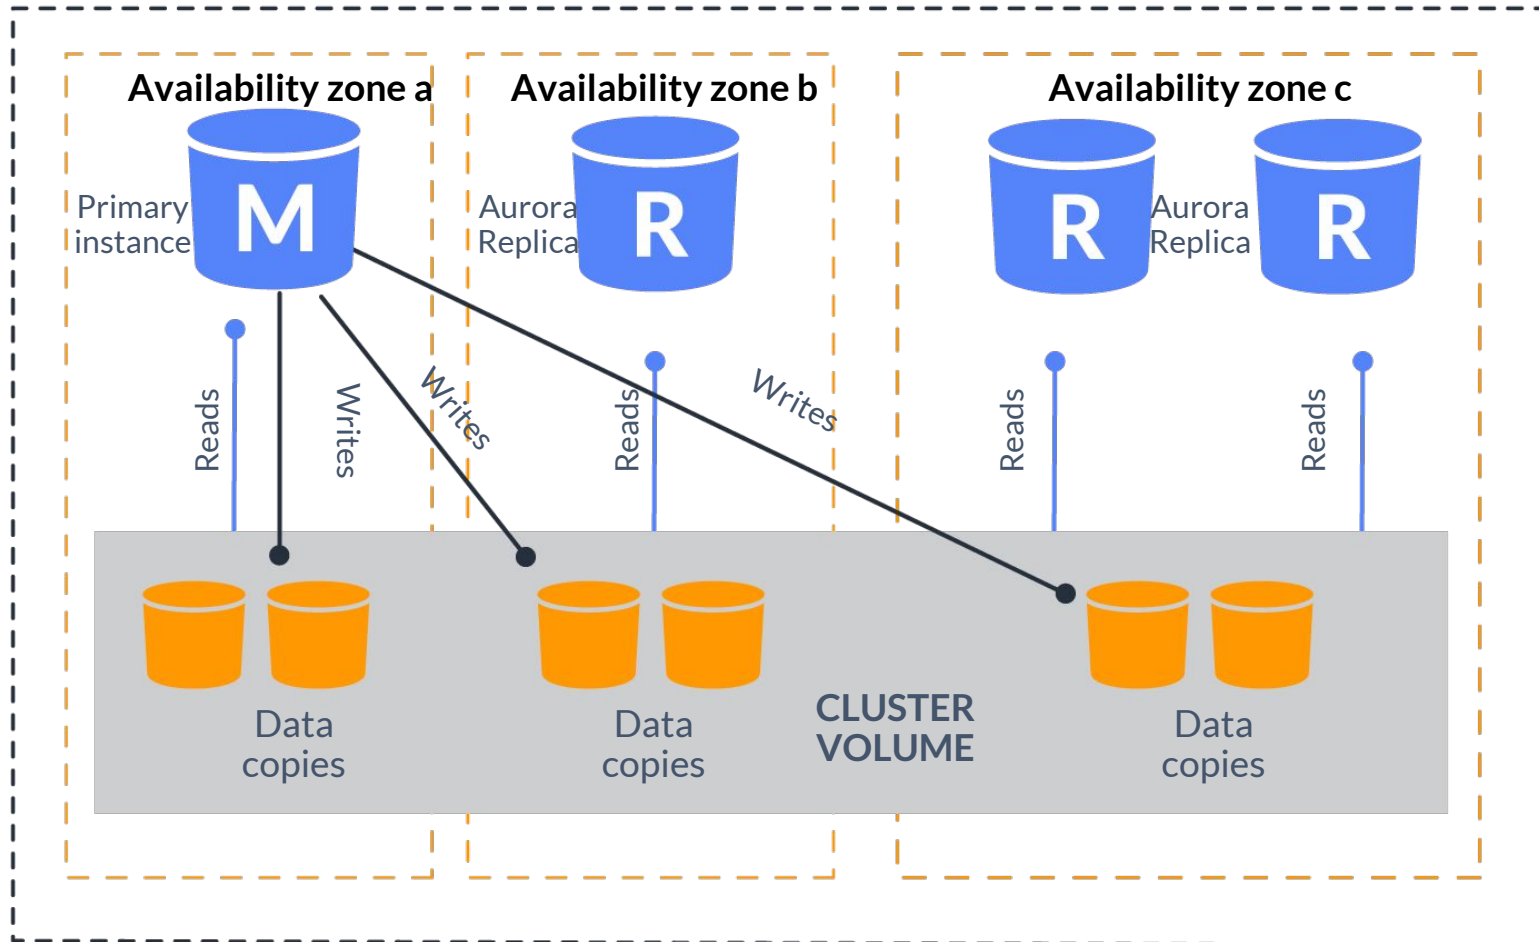 Availability zone a
Availability zone b
Availability zone c
M
R
R
R
Primary
instance
Aurora
Replica
Aurora
Replica
Reads
Writes
Writes
Reads
Writes
Reads
Reads
CLUSTER
VOLUME
Data
copies
Data
copies
Data
copies